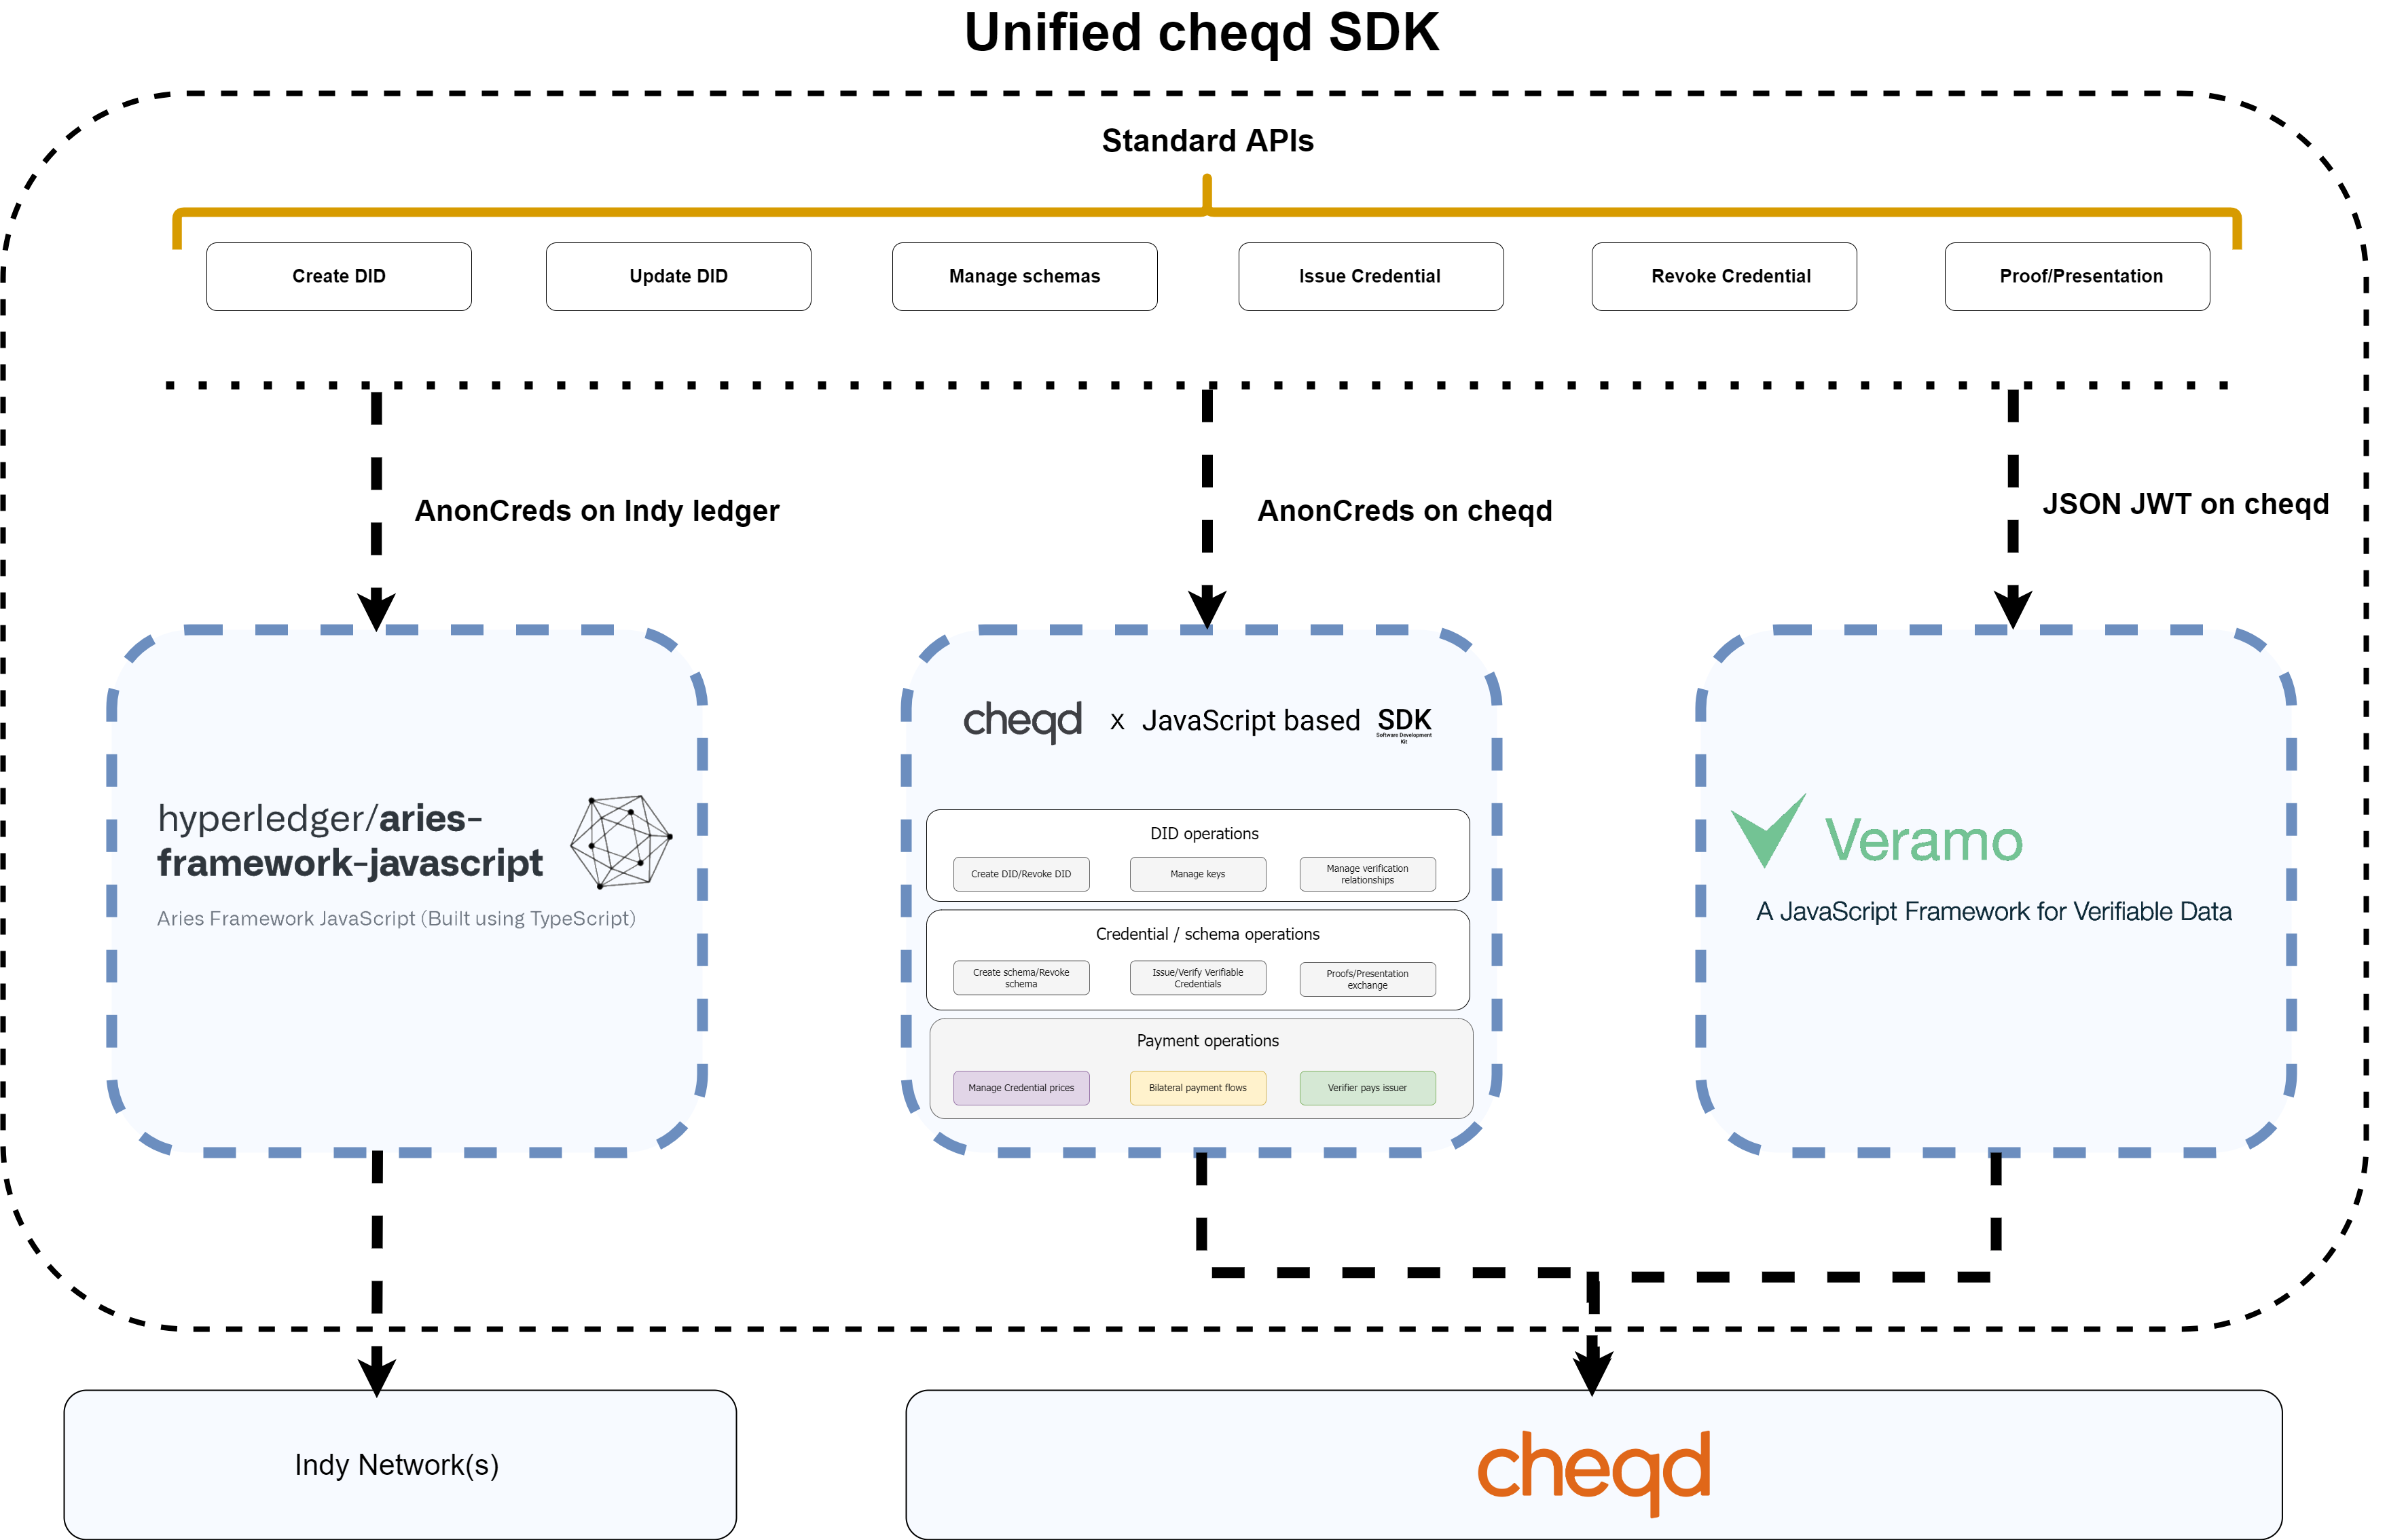 Unified cheqd SDK
Standard APIs
Create DID
Update DID
Manage schemas
Issue Credential
Revoke Credential
Proof/Presentation
AnonCreds on Indy ledger
AnonCreds on cheqd
JSON JWT on cheqd
hyperledger/aries-
framework-javascript
Aries Framework JavaScript (Built using TypeScript)
cheqd x JavaScript based SDK
Software Development
Kit
DID operations
Create DID/Revoke DID
Manage keys
Manage verification
relationships
Credential / schema operations
Create schema/Revoke
schema
Issue/Verify Verifiable
Credentials
Proofs/Presentation
exchange
Payment operations
Manage Credential prices
Bilateral payment flows
Verifier pays issuer
Veramo
A JavaScript Framework for Verifiable Data
Indy Network(s)
cheqd